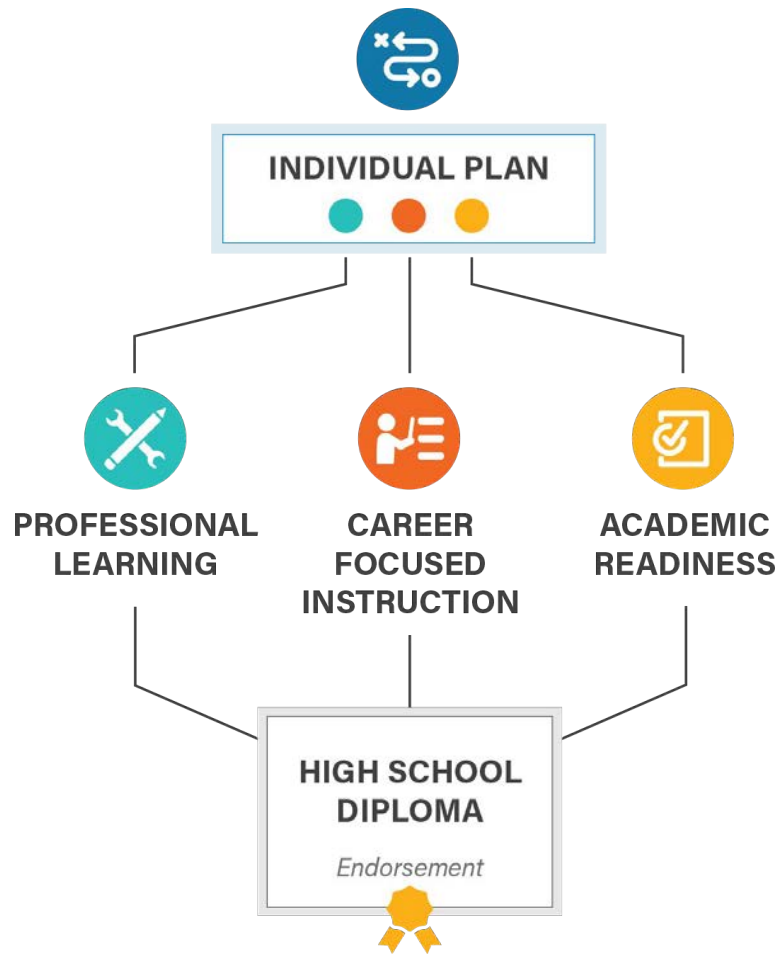 INDIVIDUAL PLAN
PROFESSIONAL
LEARNING
CAREER
FOCUSED
INSTRUCTION
ACADEMIC
READINESS
HIGH SCHOOL
DIPLOMA
Endorsement